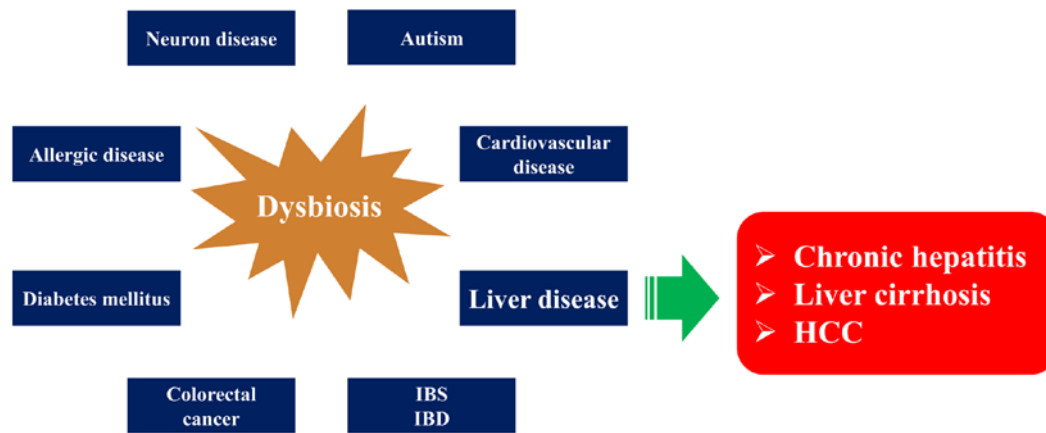 Neuron disease
Autism
Allergic disease
Cardiovascular
disease
Dysbiosis
Diabetes mellitus
Liver disease
➢ Chronic hepatitis
➢ Liver cirrhosis
➢ HCC
Colorectal
cancer
IBS
IBD